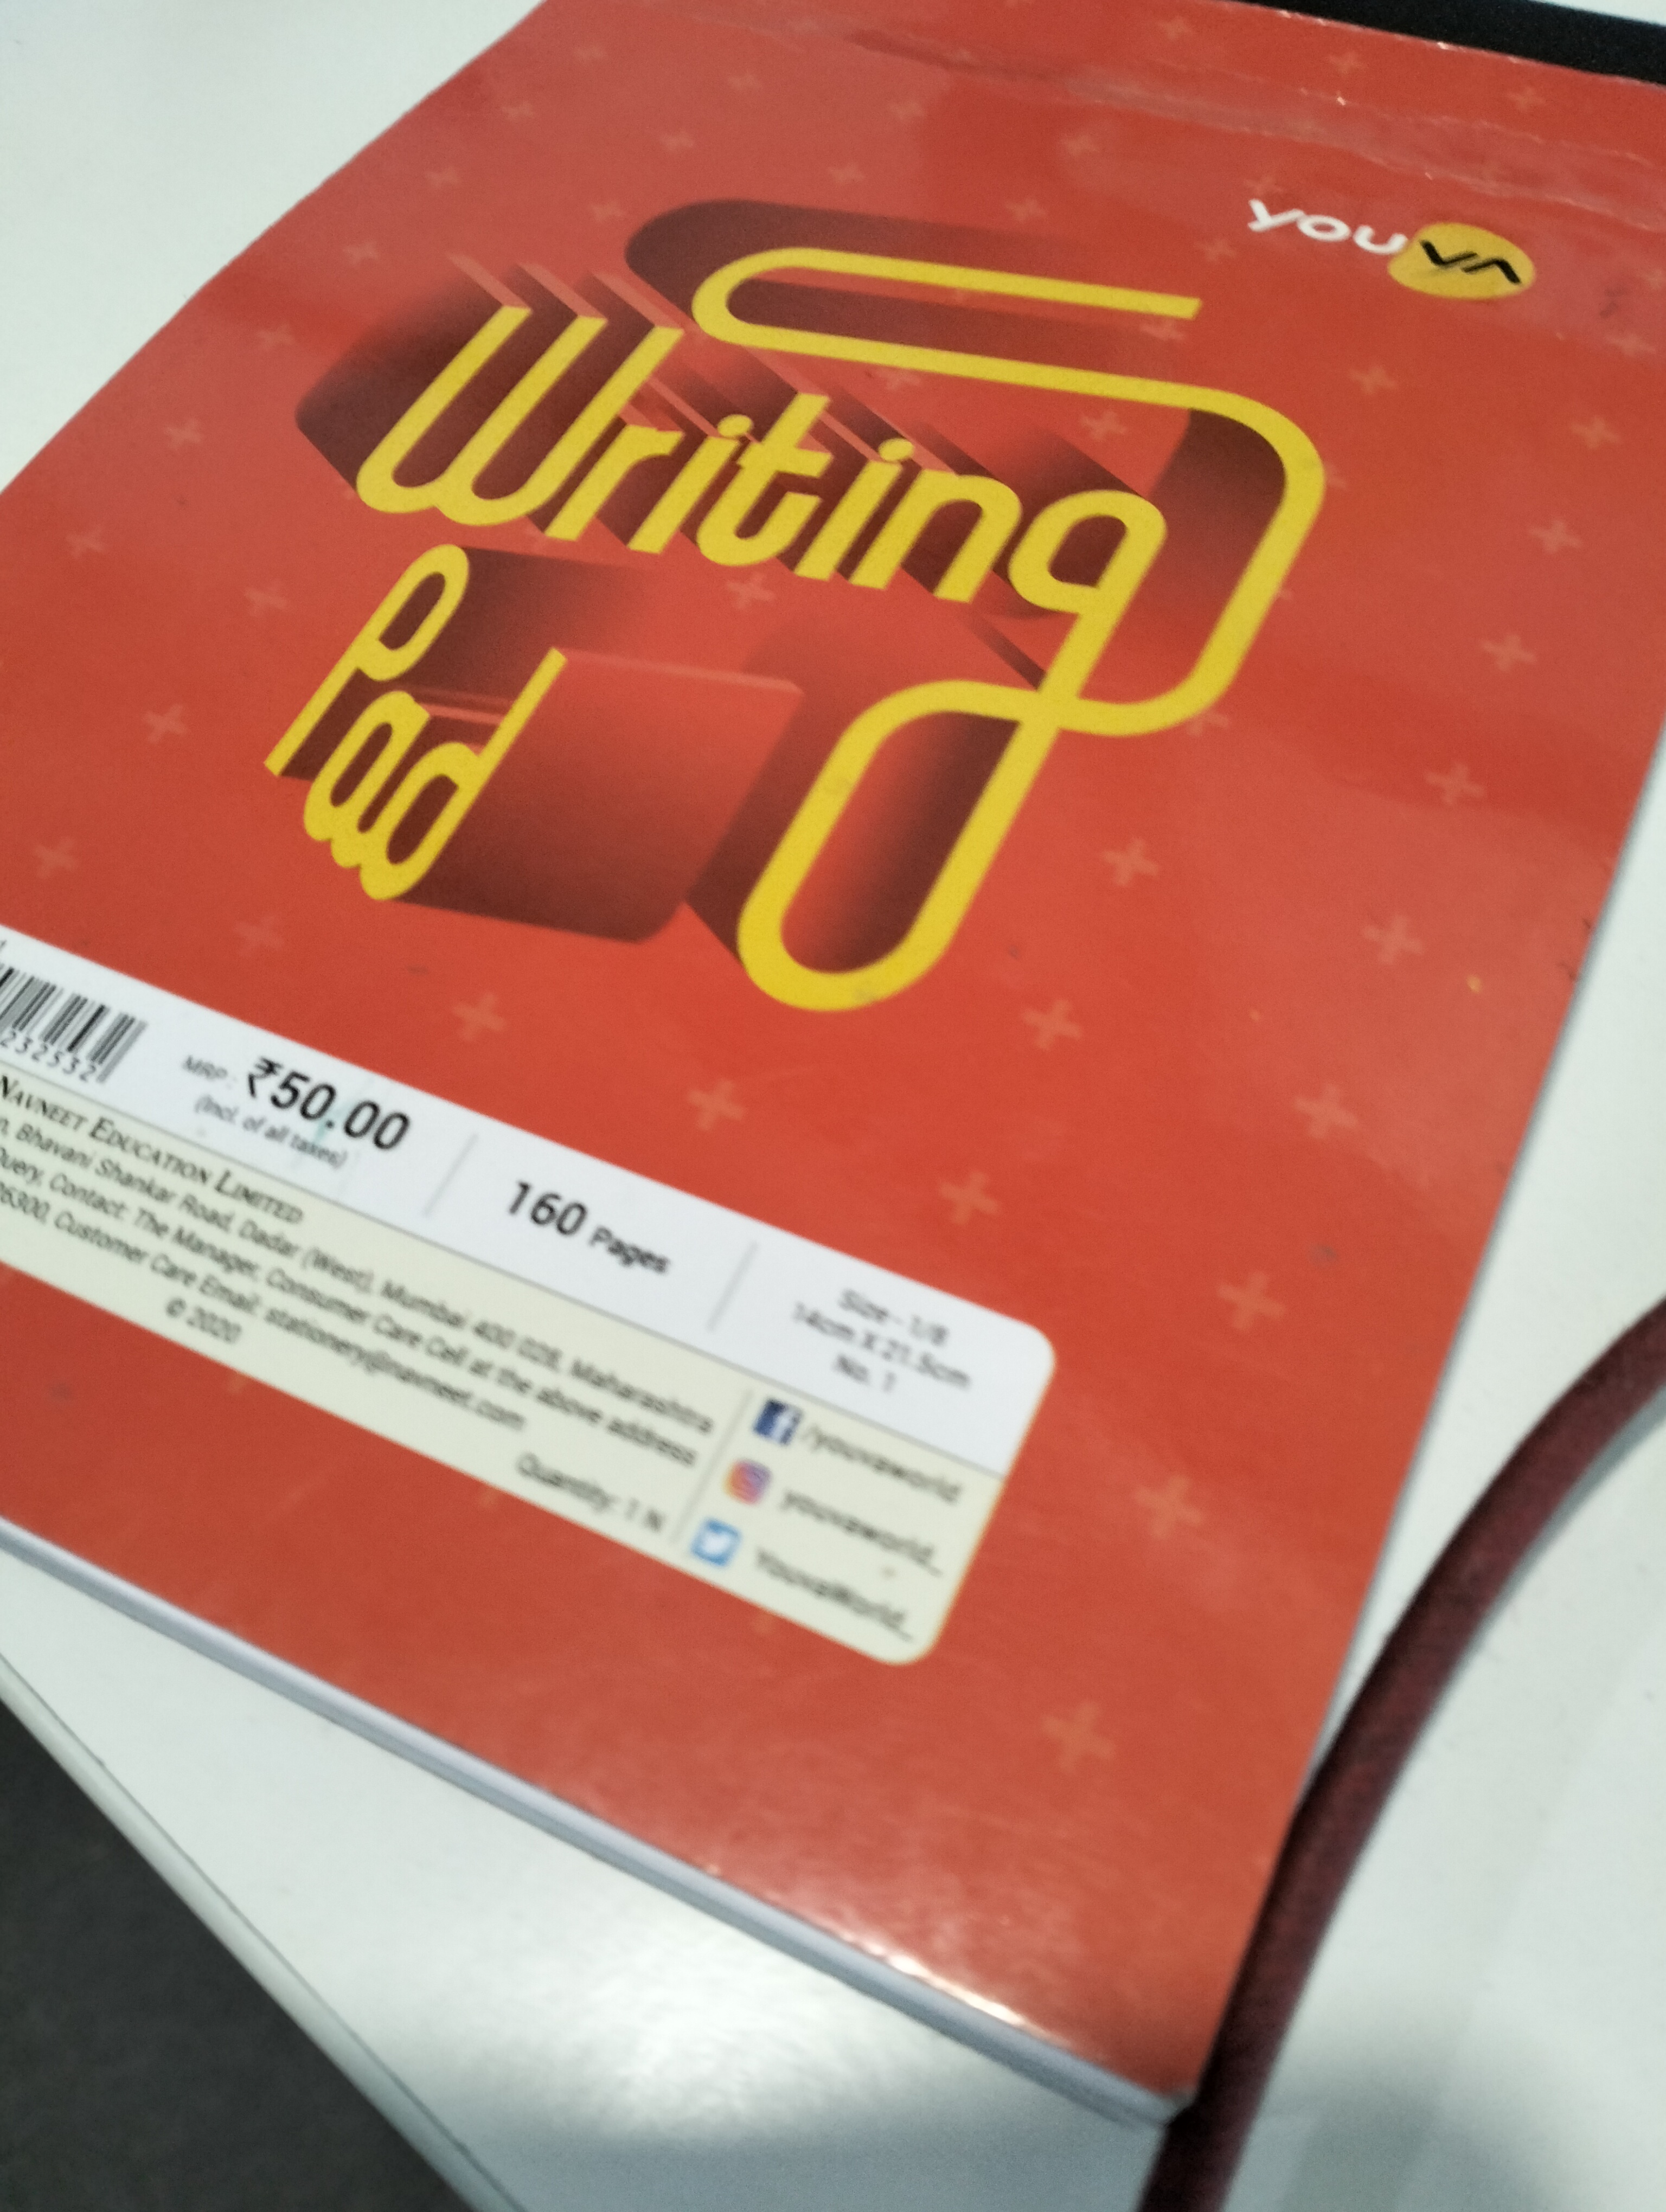 youva
Writing
Pad
232532
MRP : ₹50.00
(Incl. of all taxes)
160 Pages
Size - 1/8
14cm X 21.5cm
No. 1
NAVNEET EDUCATION LIMITED
Bhavani Shankar Road, Dadar (West), Mumbai 400 028, Maharashtra
Contact: The Manager, Consumer Care Cell at the above address
Customer Care Email: stationery@navneet.com
© 2020
Quantity: 1 N
/youvaworld
youvaworld_
YouvaWorld_